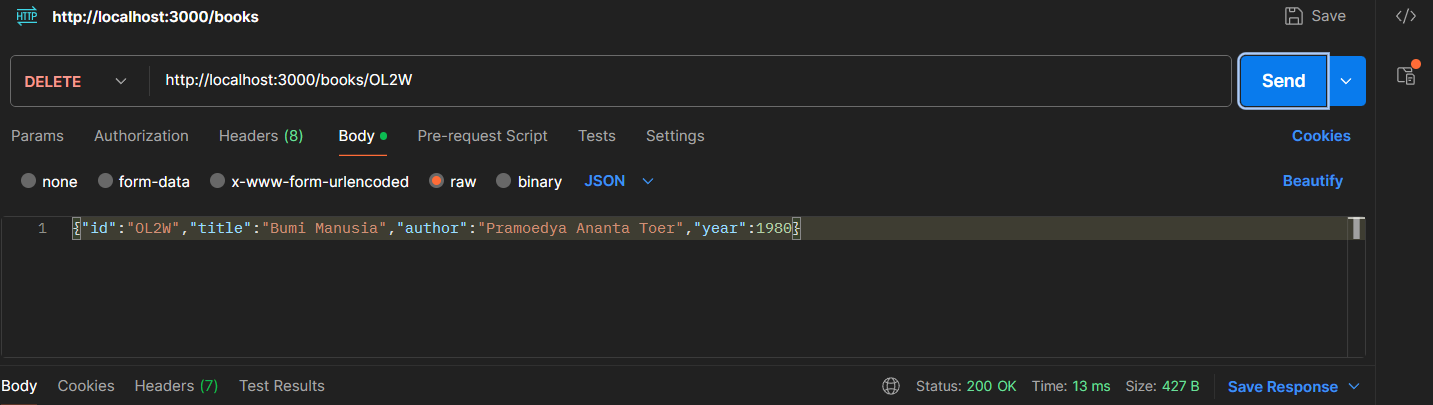 HTTP http://localhost:3000/books Save </>
DELETE http://localhost:3000/books/OL2W Send
Params Authorization Headers (8) Body Pre-request Script Tests Settings Cookies
none form-data x-www-form-urlencoded raw binary JSON Beautify
1 {"id":"OL2W","title":"Bumi Manusia","author":"Pramoedya Ananta Toer","year":1980}
Body Cookies Headers (7) Test Results Status: 200 OK Time: 13 ms Size: 427 B Save Response